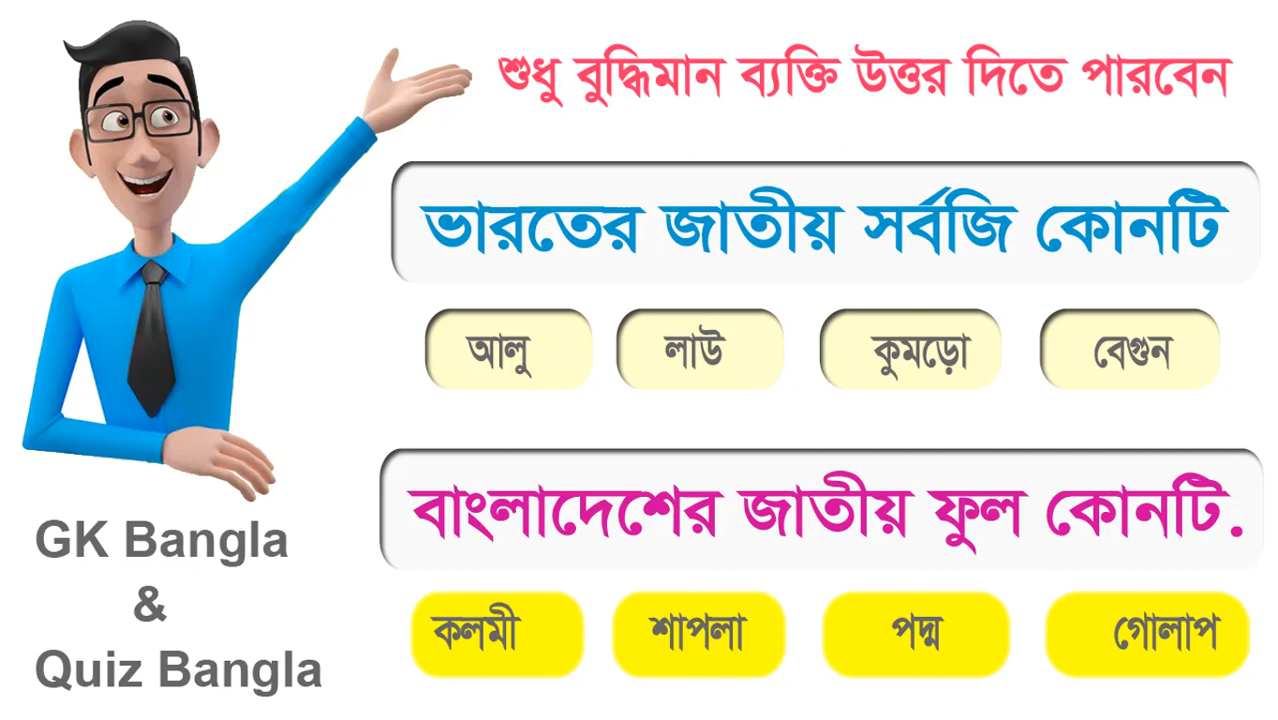 শুধু বুদ্ধিমান ব্যক্তি উত্তর দিতে পারবেন
ভারতের জাতীয় সর্বজি কোনটি
আলু লাউ কুমড়ো বেগুন
বাংলাদেশের জাতীয় ফুল কোনটি.
কলমী শাপলা পদ্ম গোলাপ
GK Bangla
&
Quiz Bangla